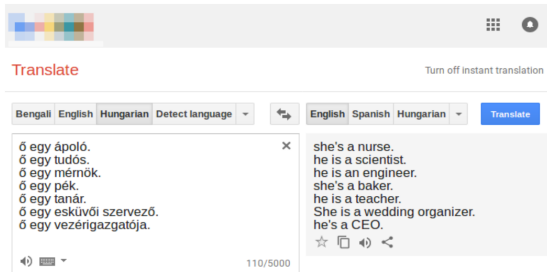 Translate
Turn off instant translation
Bengali English Hungarian Detect language
English Spanish Hungarian
Translate
ő egy ápoló.
ő egy tudós.
ő egy mérnök.
ő egy pék.
ő egy tanár.
ő egy esküvői szervező.
ő egy vezérigazgatója.
110/5000
she's a nurse.
he is a scientist.
he is an engineer.
she's a baker.
he is a teacher.
She is a wedding organizer.
he's a CEO.